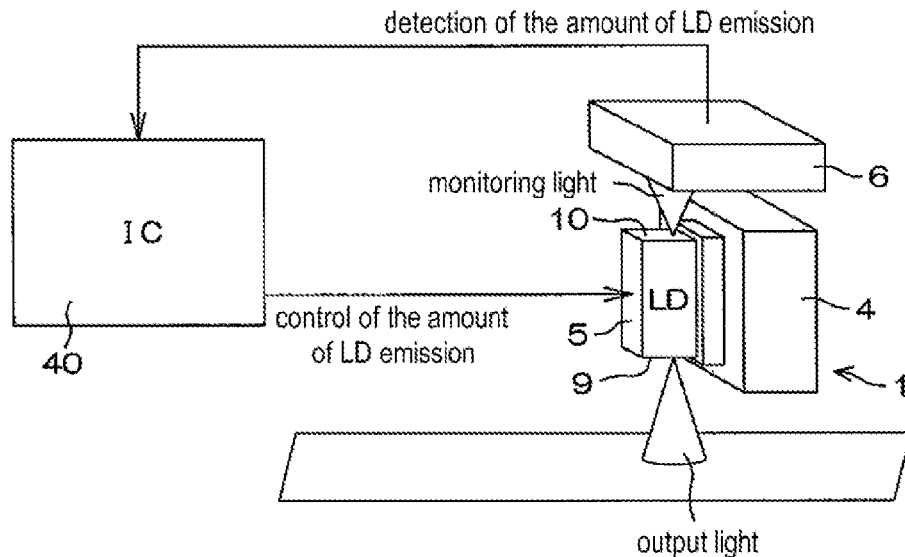 detection of the amount of LD emission
6
monitoring light
10
IC
LD
4
5
control of the amount
of LD emission
40
9
1
output light